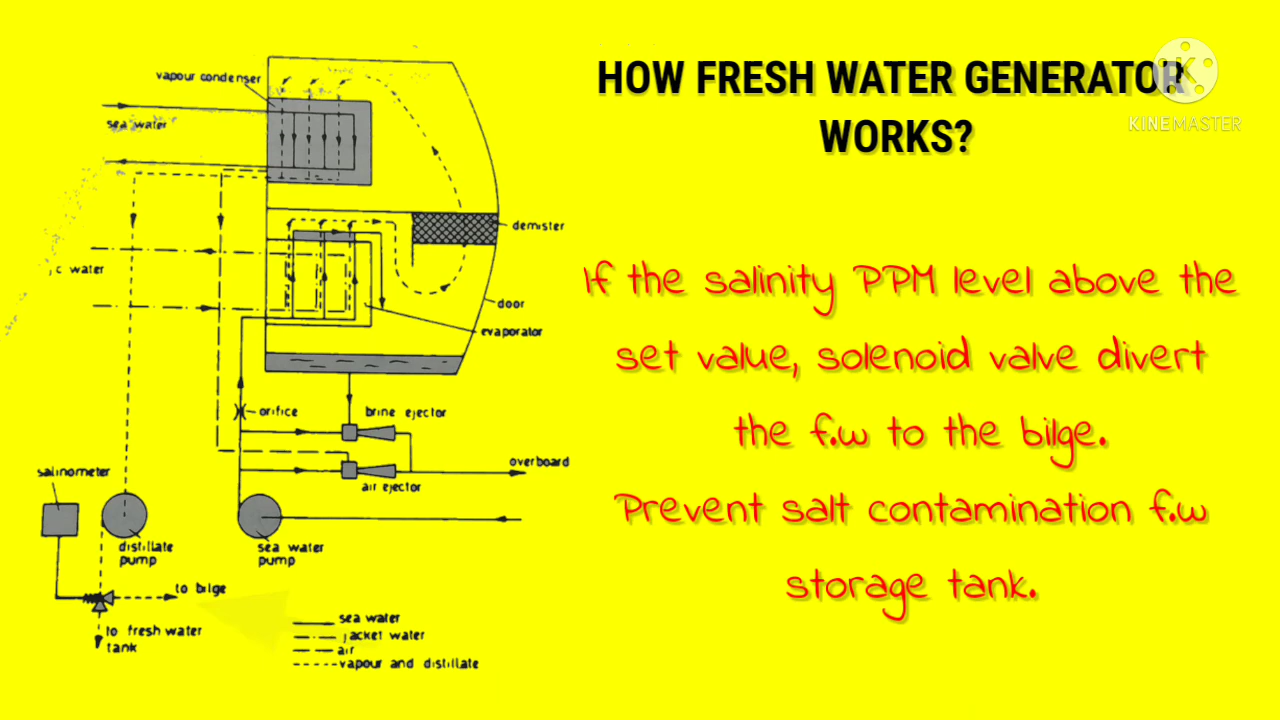 HOW FRESH WATER GENERATOR
WORKS?
KINEMASTER
If the salinity PPM level above the
set value, solenoid valve divert
the f.w to the bilge.
Prevent salt contamination f.w
storage tank.
vapour condenser
sea water
demister
c water
door
evaporator
orifice
brine ejector
overboard
air ejector
salinometer
distillate
pump
sea water
pump
to bilge
to fresh water
tank
sea water
jacket water
air
vapour and distillate